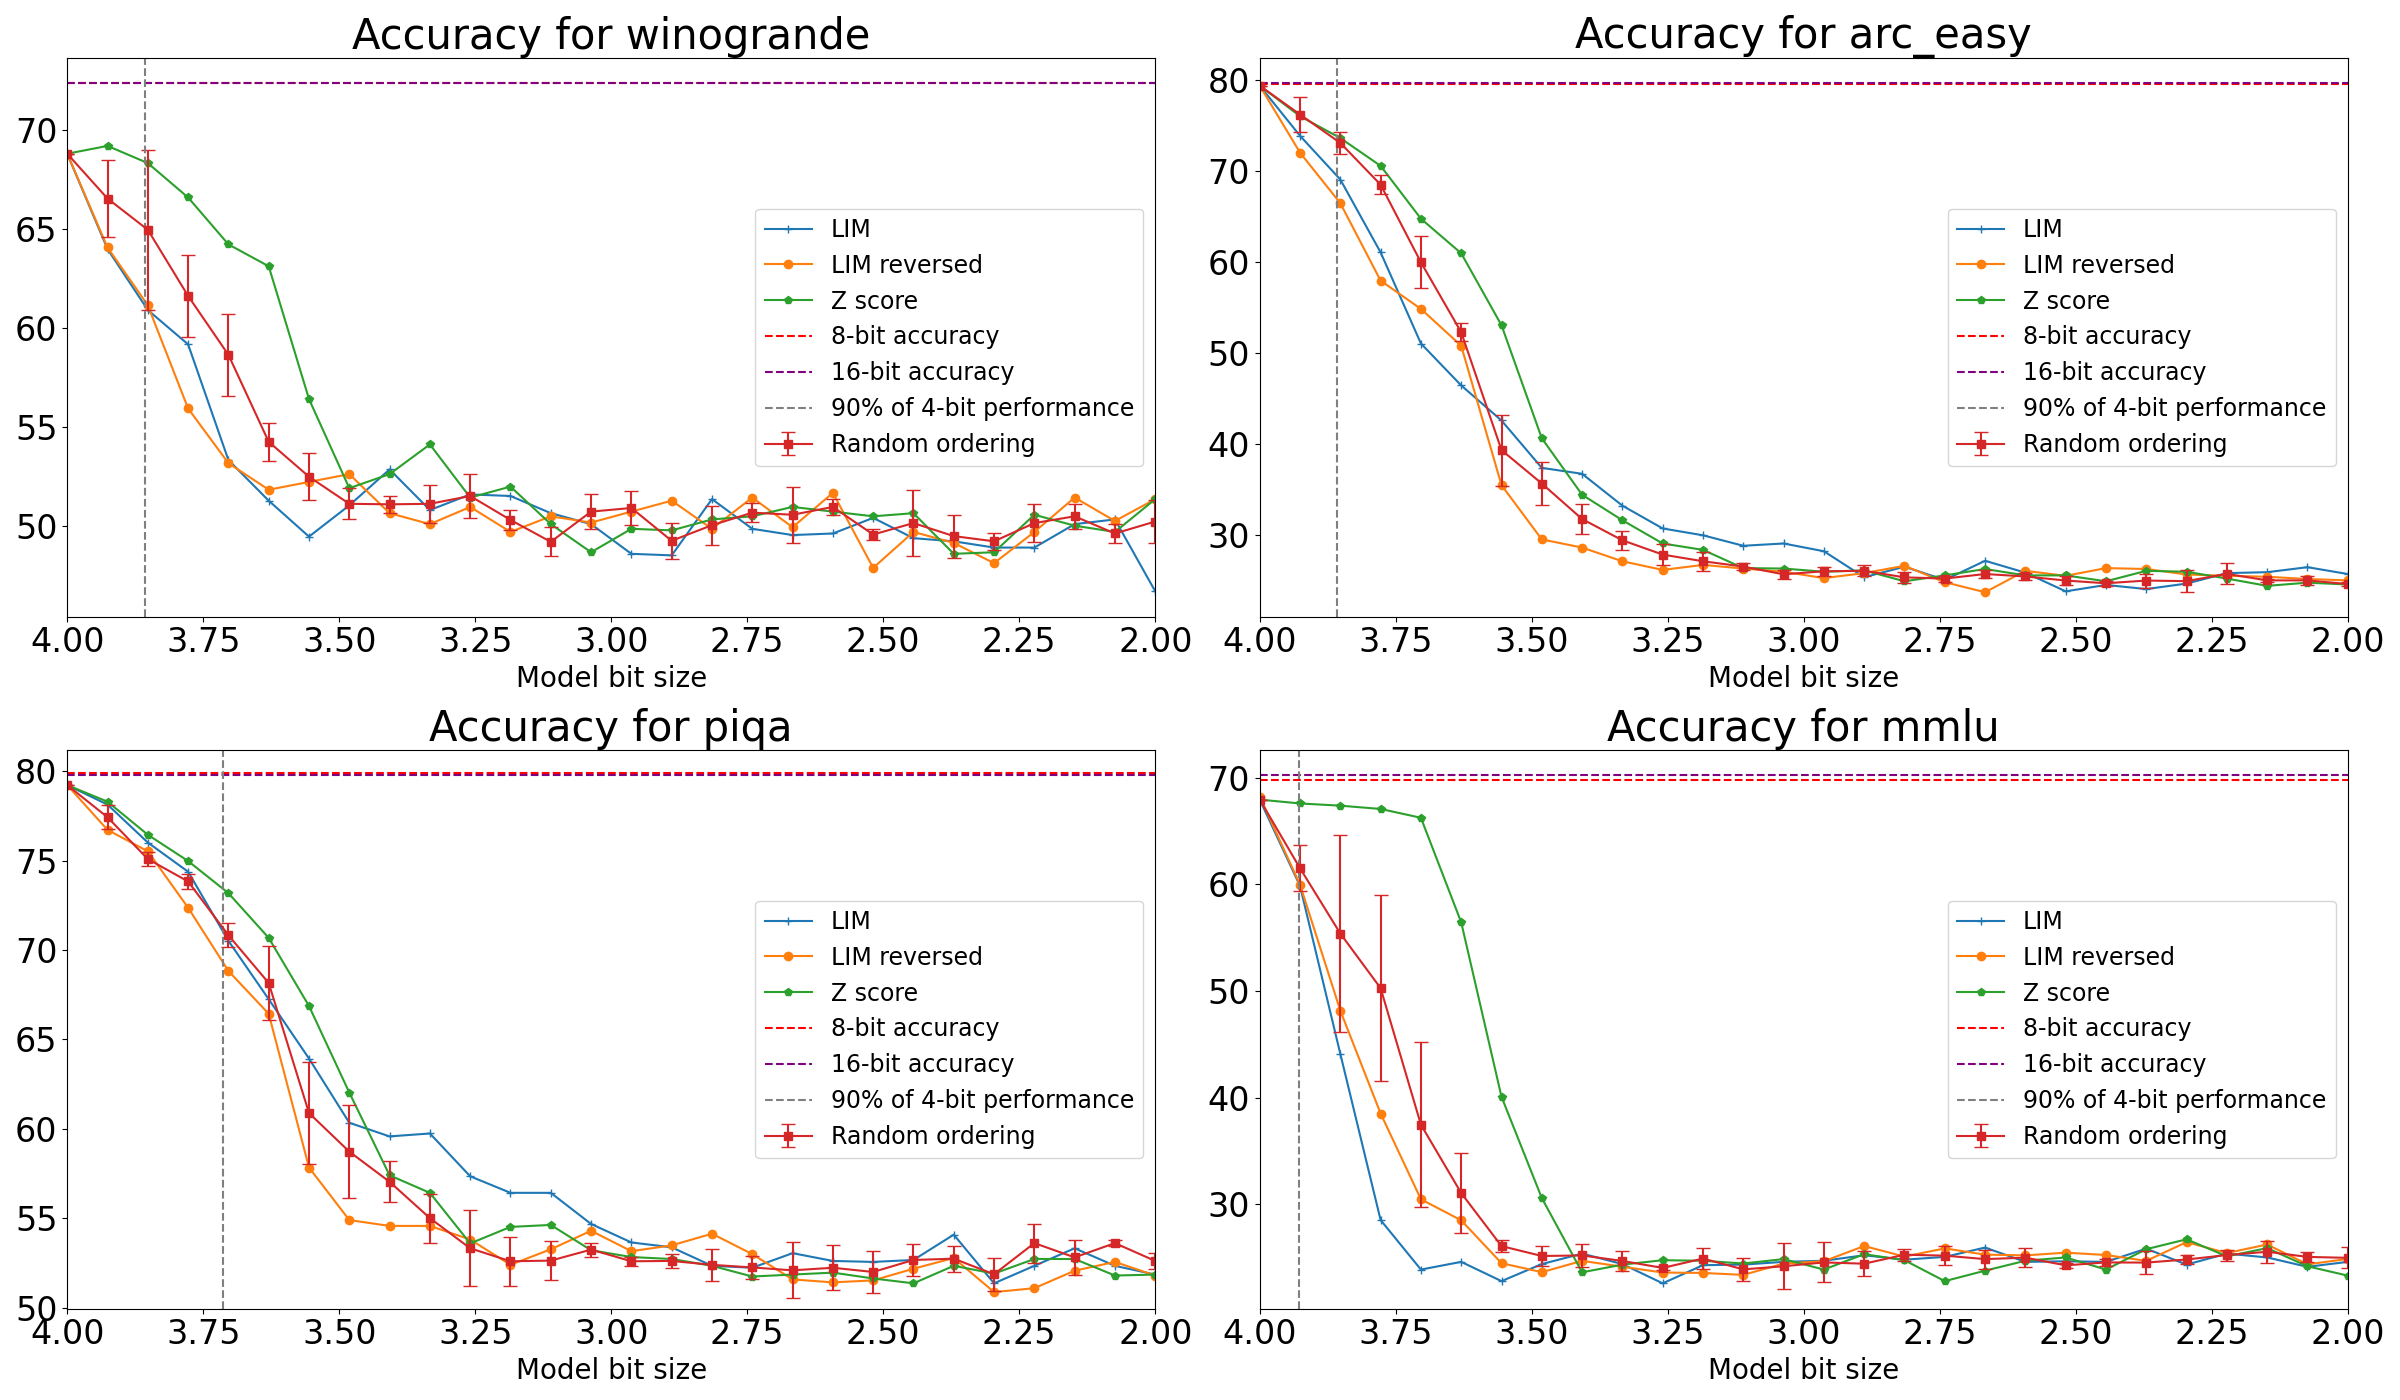 Accuracy for winogrande
70
65
60
55
50
LIM
LIM reversed
Z score
8-bit accuracy
16-bit accuracy
90% of 4-bit performance
Random ordering
4.00 3.75 3.50 3.25 3.00 2.75 2.50 2.25 2.00
Model bit size
Accuracy for arc_easy
80
70
60
50
40
30
LIM
LIM reversed
Z score
8-bit accuracy
16-bit accuracy
90% of 4-bit performance
Random ordering
4.00 3.75 3.50 3.25 3.00 2.75 2.50 2.25 2.00
Model bit size
Accuracy for piqa
80
75
70
65
60
55
50
LIM
LIM reversed
Z score
8-bit accuracy
16-bit accuracy
90% of 4-bit performance
Random ordering
4.00 3.75 3.50 3.25 3.00 2.75 2.50 2.25 2.00
Model bit size
Accuracy for mmlu
70
60
50
40
30
LIM
LIM reversed
Z score
8-bit accuracy
16-bit accuracy
90% of 4-bit performance
Random ordering
4.00 3.75 3.50 3.25 3.00 2.75 2.50 2.25 2.00
Model bit size